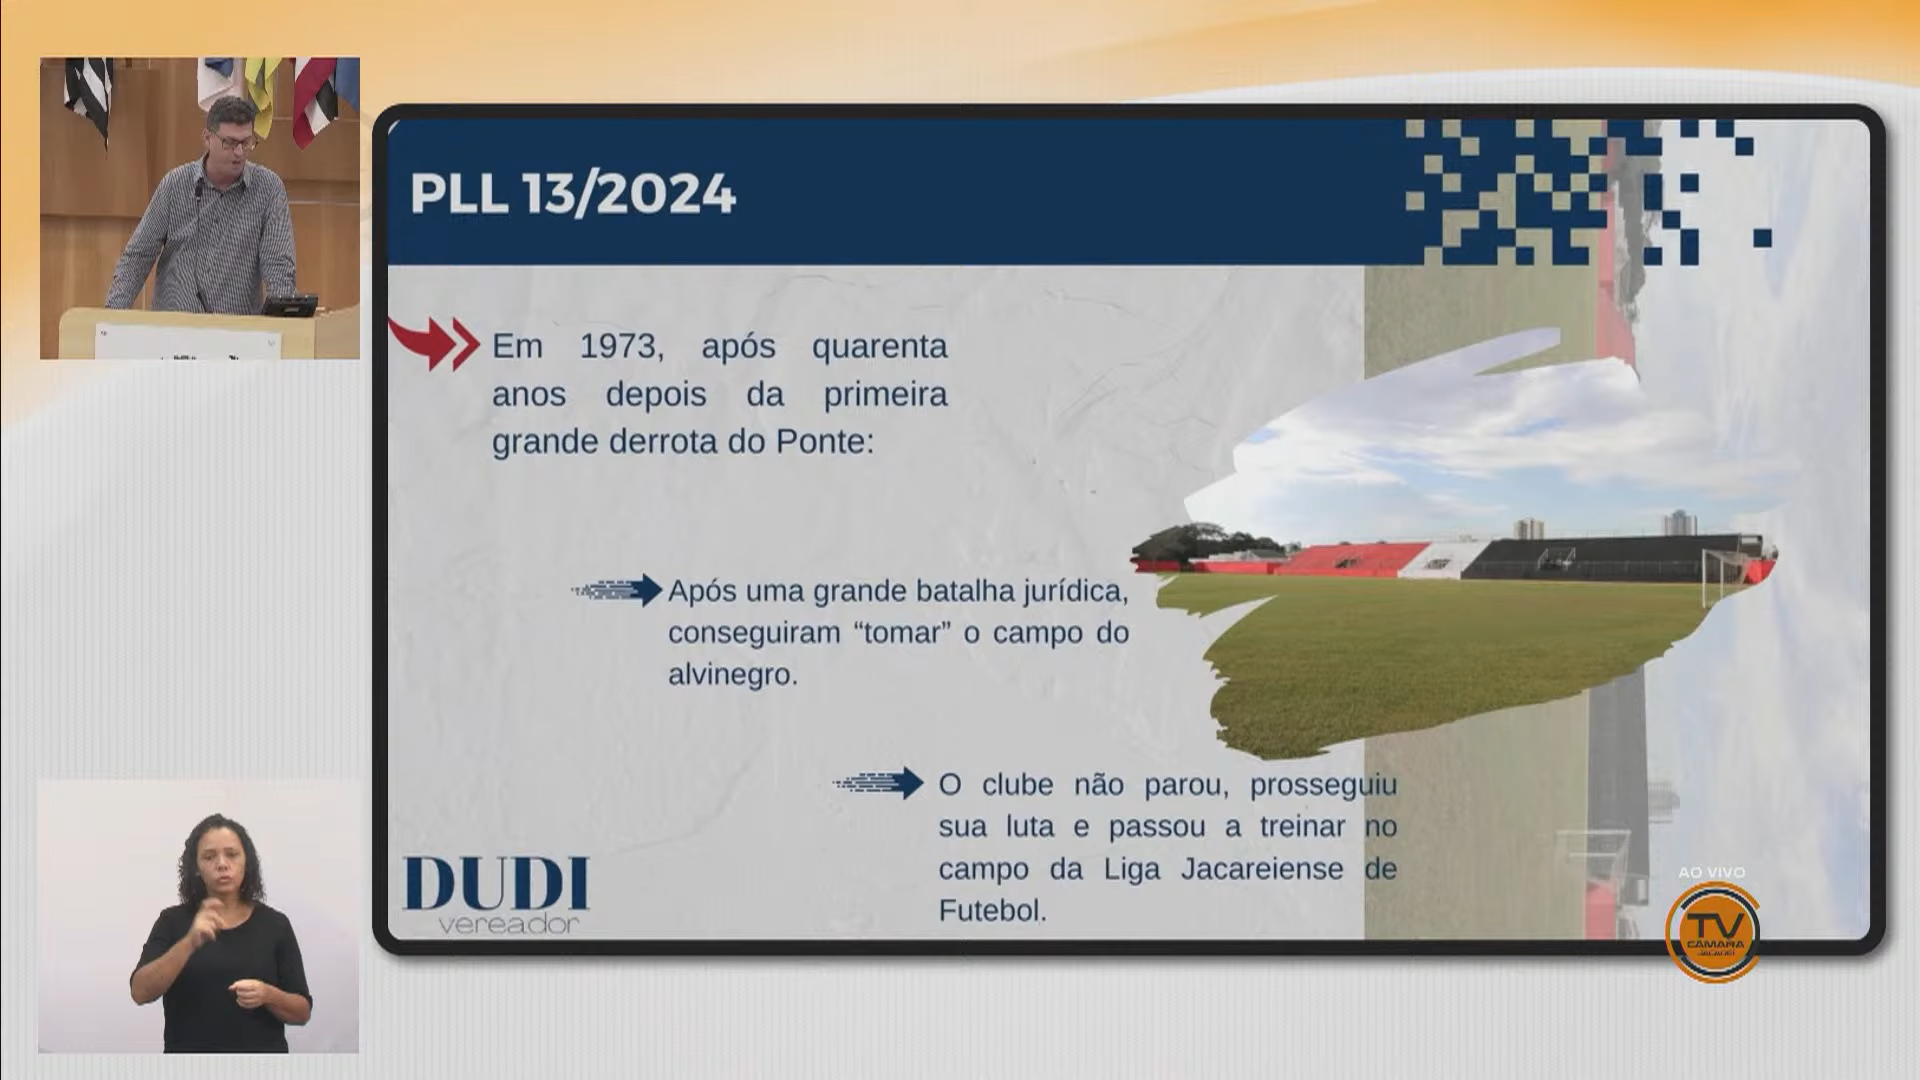 PLL 13/2024
Em 1973, após quarenta
anos depois da primeira
grande derrota do Ponte:
Após uma grande batalha jurídica,
conseguiram “tomar” o campo do
alvinegro.
O clube não parou, prosseguiu
sua luta e passou a treinar no
campo da Liga Jacareiense de
Futebol.
DUDI
vereador
AO VIVO
TV
CÂMARA
JACAREÍ